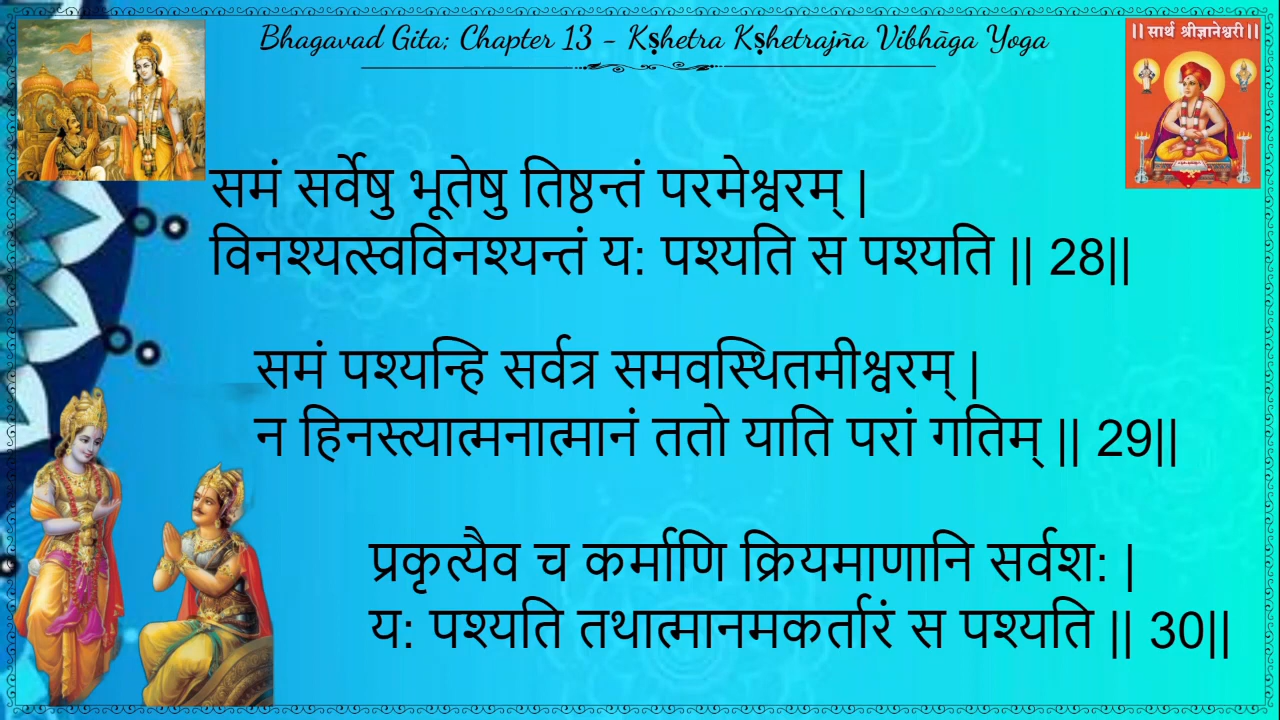 Bhagavad Gita; Chapter 13 - Kṣhetra Kṣhetrajña Vibhāga Yoga
|| सार्थ श्रीज्ञानेश्वरी ||
समं सर्वेषु भूतेषु तिष्ठन्तं परमेश्वरम् |
विनश्यत्स्वविनश्यन्तं य: पश्यति स पश्यति || 28||
समं पश्यन्हि सर्वत्र समवस्थितमीश्वरम् |
न हिनस्त्यात्मनात्मानं ततो याति परां गतिम् || 29||
प्रकृत्यैव च कर्माणि क्रियमाणानि सर्वश: |
य: पश्यति तथात्मानमकर्तारं स पश्यति || 30||